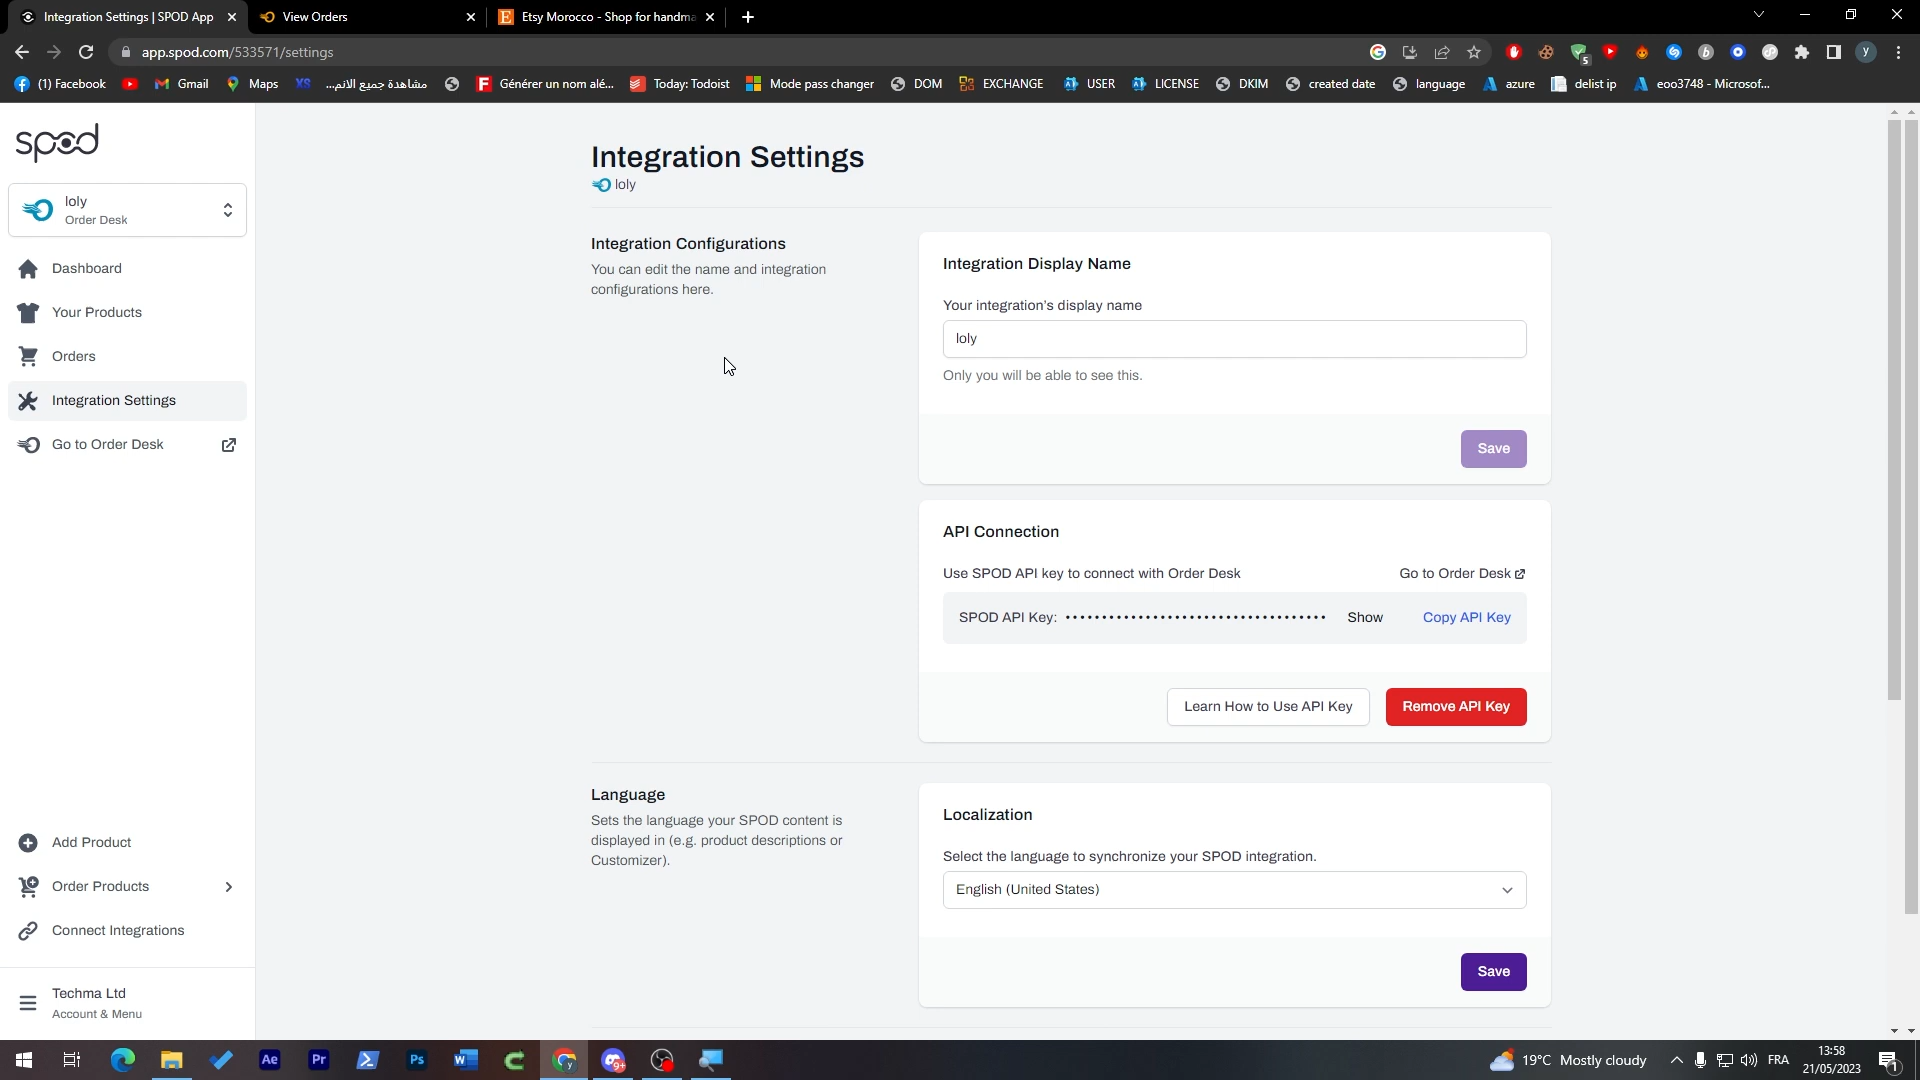 Integration Settings | SPOD App
View Orders
Etsy Morocco - Shop for handma
app.spod.com/533571/settings
5
y
(1) Facebook
Gmail
Maps
XS
مشاهدة جميع الانم...
Générer un nom alé...
Today: Todoist
Mode pass changer
DOM
EXCHANGE
USER
LICENSE
DKIM
created date
language
azure
delist ip
eoo3748 - Microsof...
spod
loly
Order Desk
Dashboard
Your Products
Orders
Integration Settings
Go to Order Desk
Add Product
Order Products
Connect Integrations
Techma Ltd
Account & Menu
Integration Settings
loly
Integration Configurations
You can edit the name and integration
configurations here.
Integration Display Name
Your integration's display name
loly
Only you will be able to see this.
Save
API Connection
Use SPOD API key to connect with Order Desk
Go to Order Desk
SPOD API Key:
Show
Copy API Key
Learn How to Use API Key
Remove API Key
Language
Sets the language your SPOD content is
displayed in (e.g. product descriptions or
Customizer).
Localization
Select the language to synchronize your SPOD integration.
English (United States)
Save
Ae
Pr
Ps
9+
19°C Mostly cloudy
FRA
13:58
21/05/2023
1